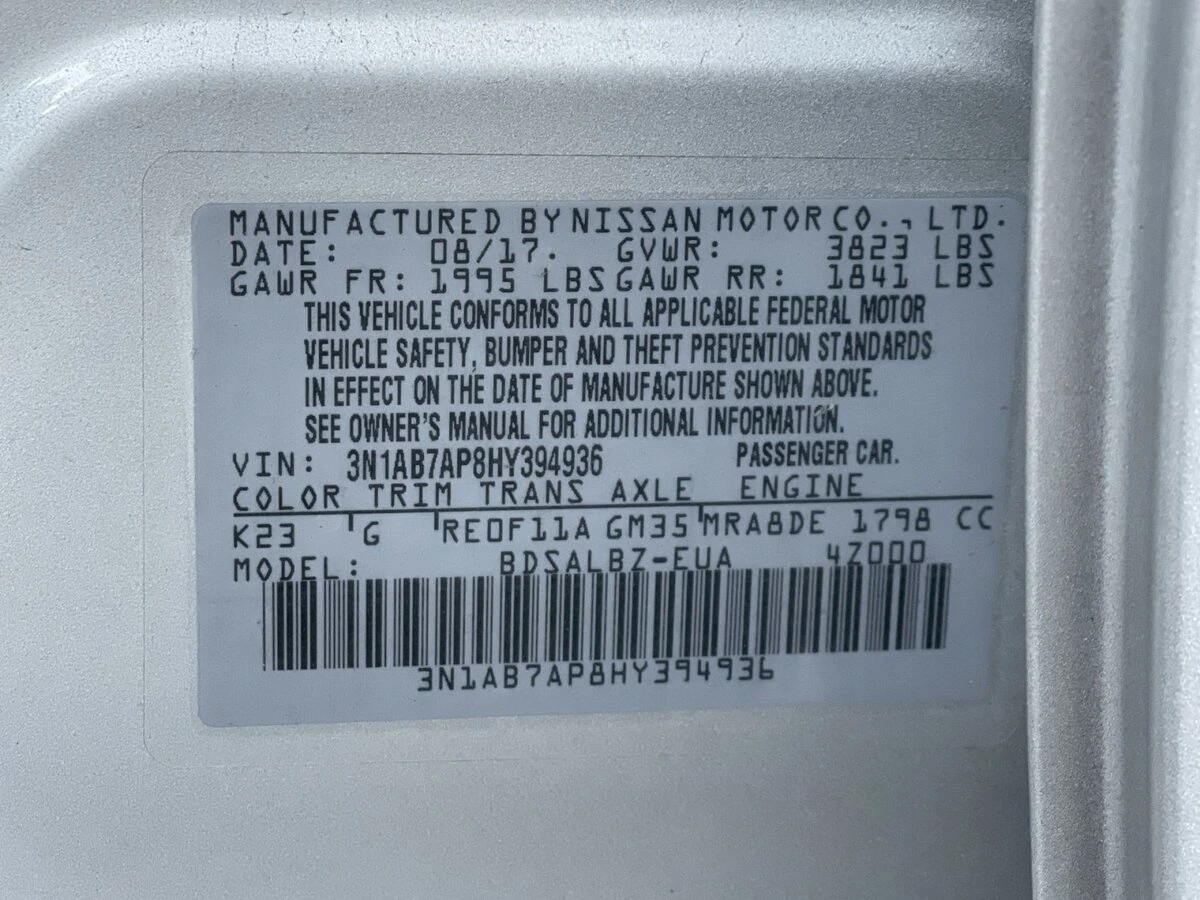 MANUFACTURED BY NISSAN MOTOR CO., LTD.
DATE: 08/17. GVWR: 3823 LBS
GAWR FR: 1995 LBS GAWR RR: 1841 LBS
THIS VEHICLE CONFORMS TO ALL APPLICABLE FEDERAL MOTOR
VEHICLE SAFETY, BUMPER AND THEFT PREVENTION STANDARDS
IN EFFECT ON THE DATE OF MANUFACTURE SHOWN ABOVE.
SEE OWNER'S MANUAL FOR ADDITIONAL INFORMATION.
VIN: 3N1AB7AP8HY394936 PASSENGER CAR.
COLOR TRIM TRANS AXLE ENGINE
K23 G RE0F11A GM35 MRA8DE 1798 CC
MODEL: BDSALBZ-EUA 4Z000
3N1AB7AP8HY394936